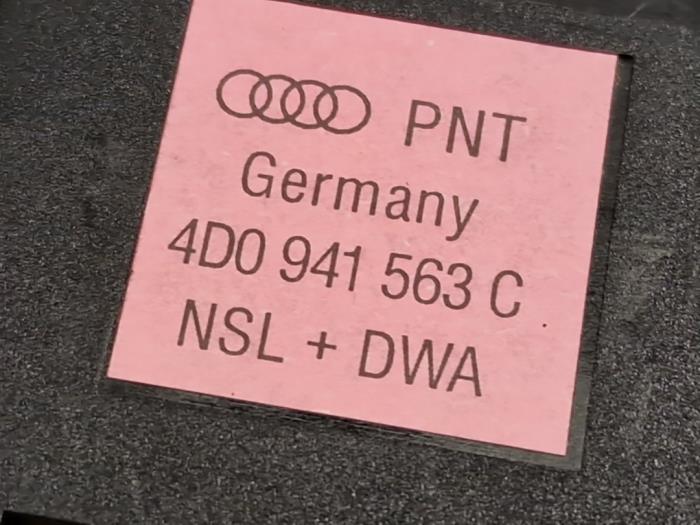 PNT
Germany
4D0 941 563 C
NSL + DWA